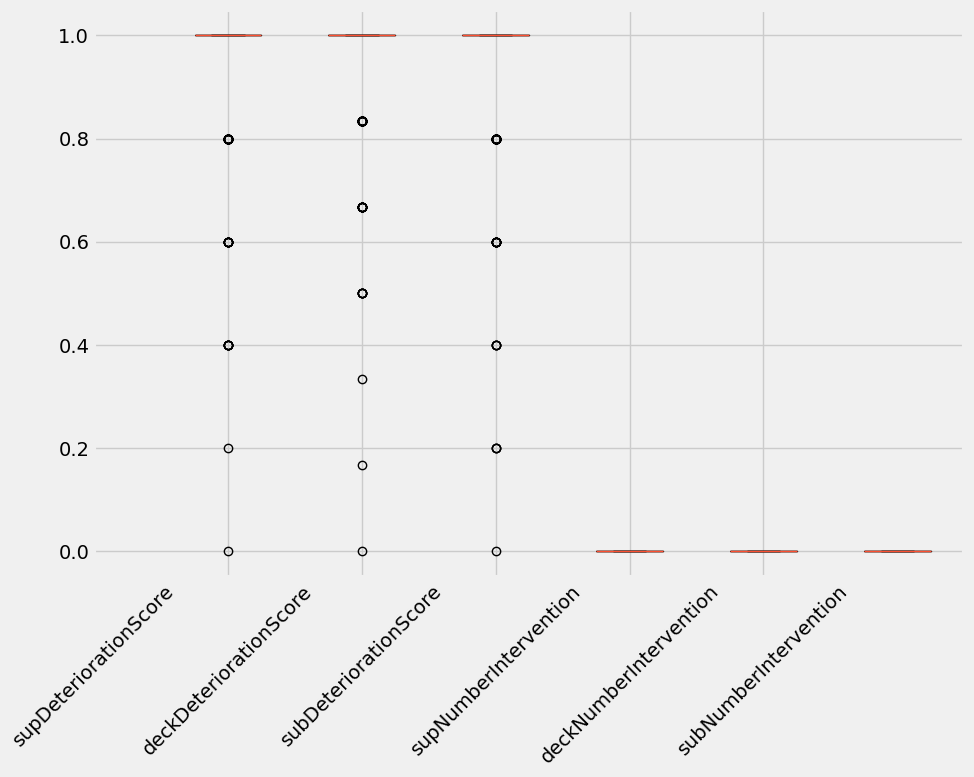 1.0
0.8
0.6
0.4
0.2
0.0
supDeteriorationScore
deckDeteriorationScore
subDeteriorationScore
supNumberIntervention
deckNumberIntervention
subNumberIntervention